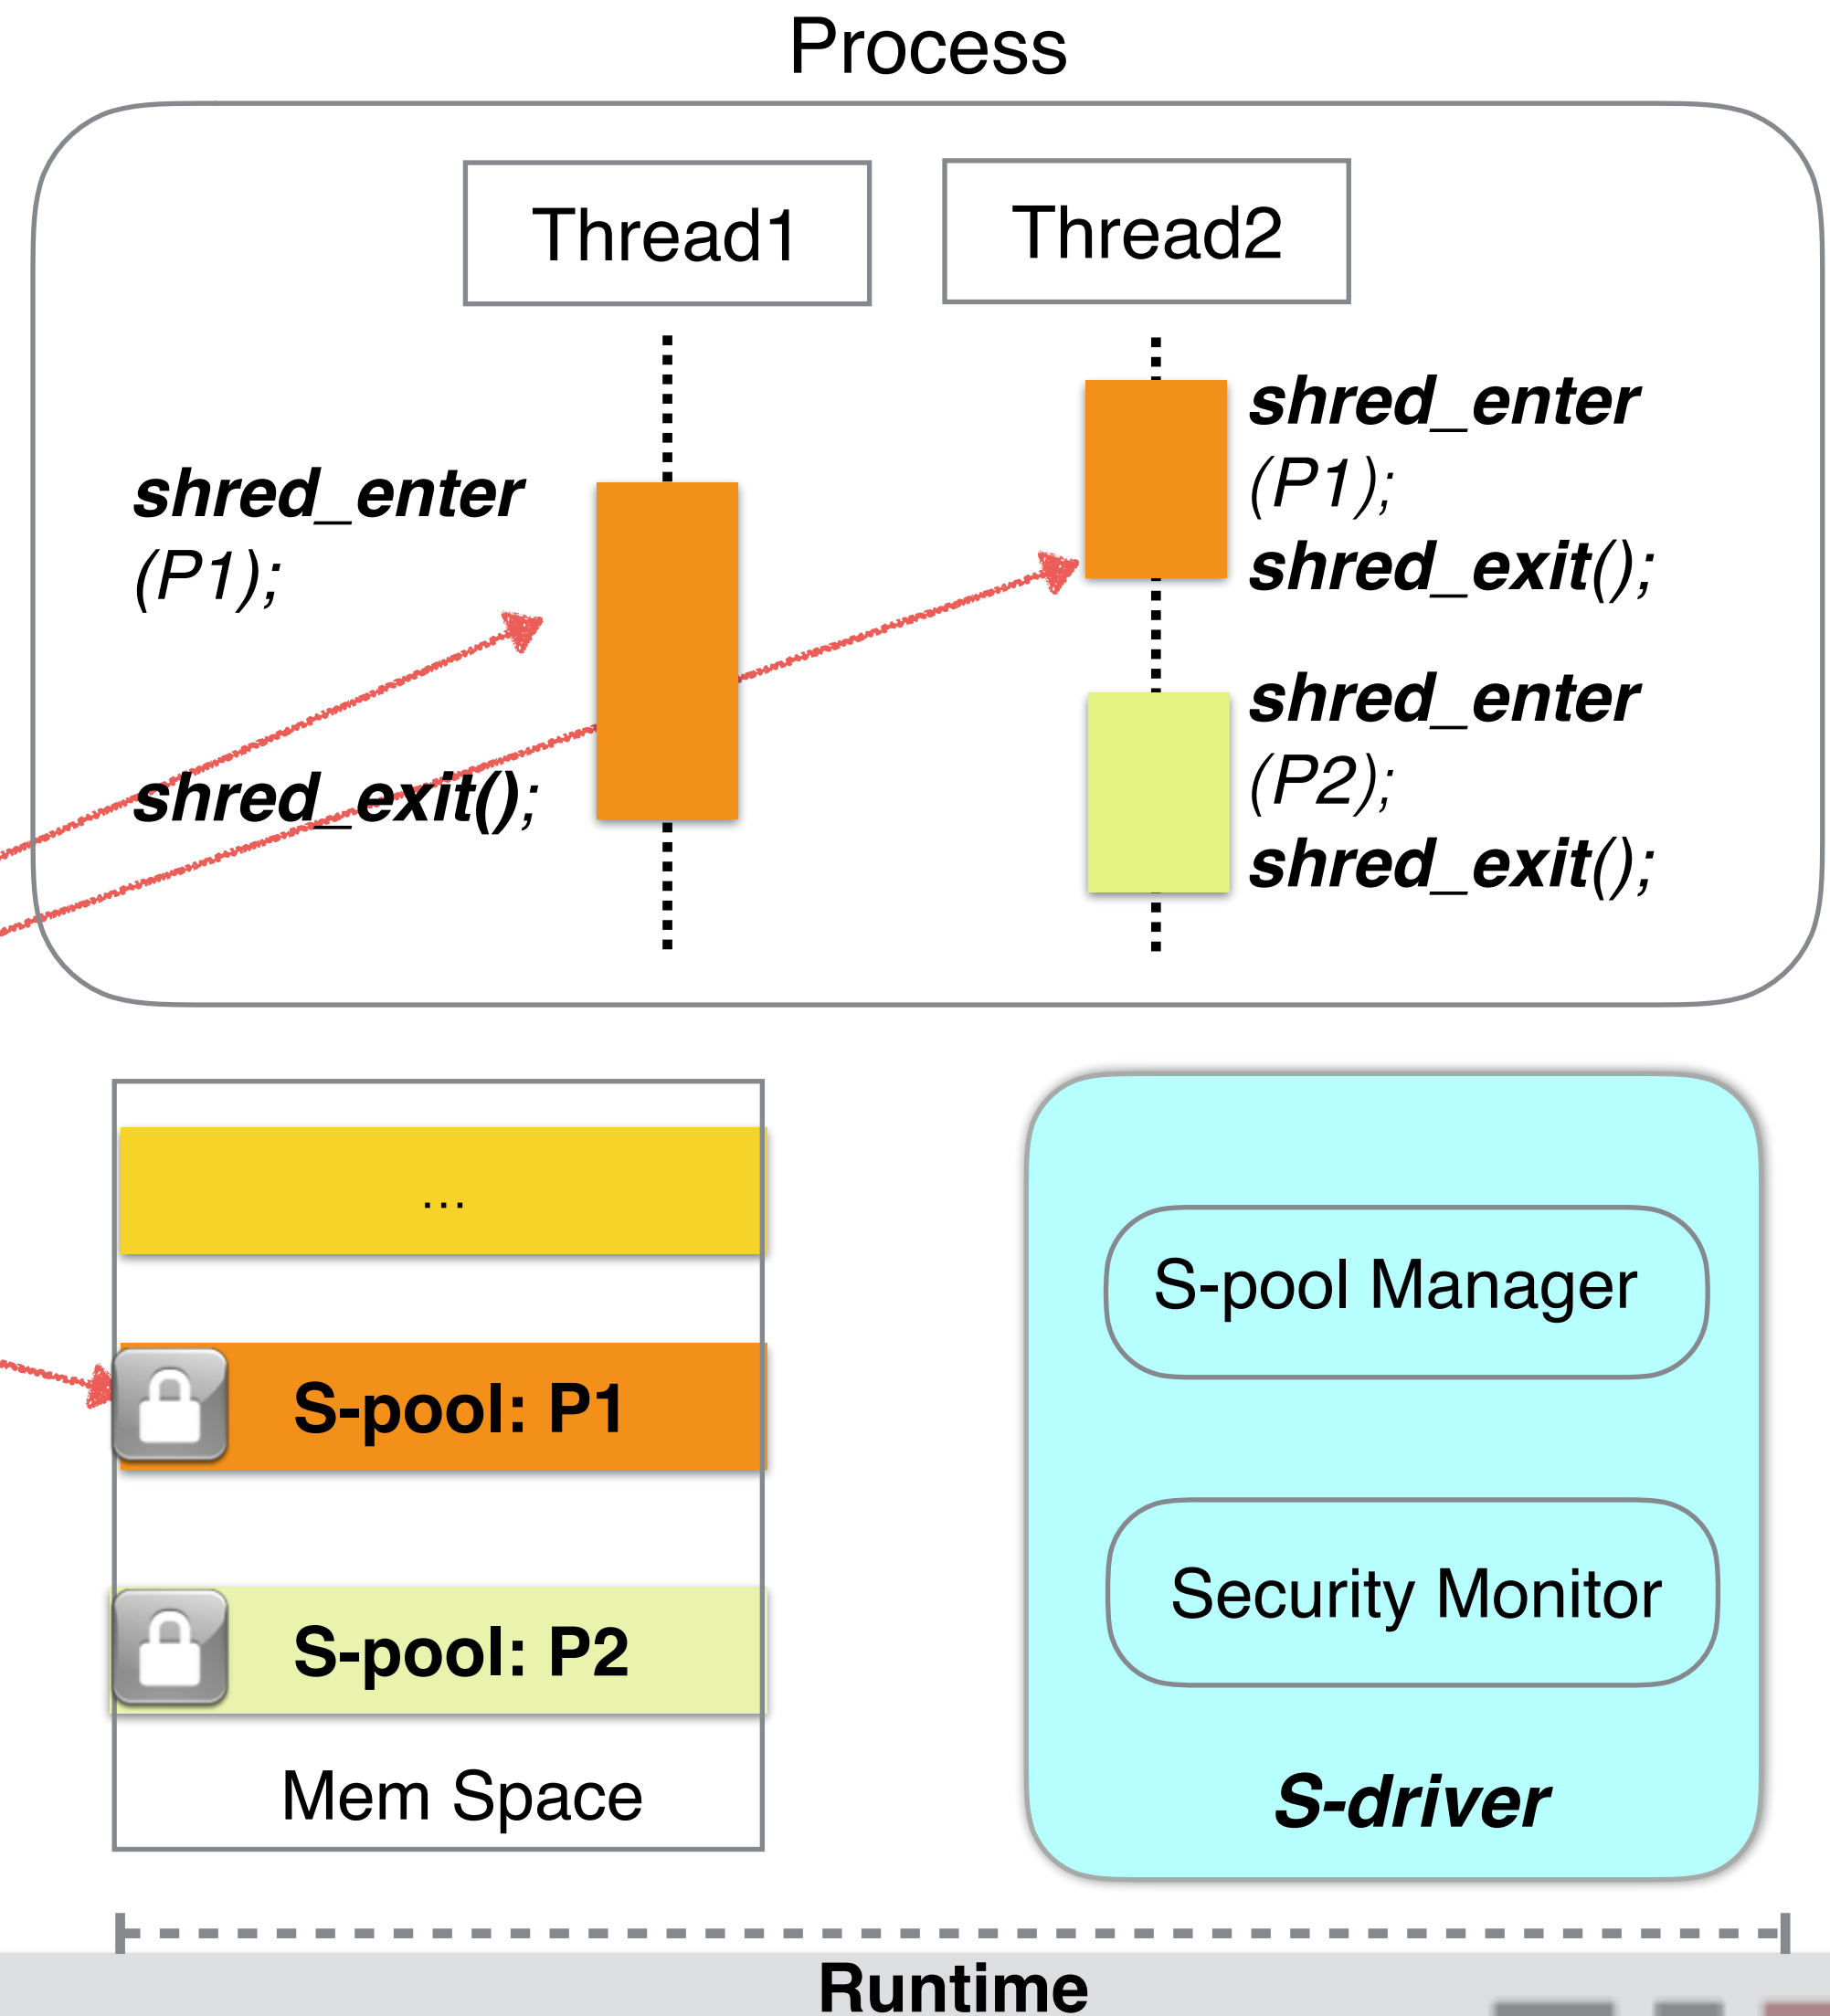 Process
Thread1
Thread2
shred_enter
(P1);
shred_exit();
shred_enter
(P1);
shred_exit();
shred_enter
(P2);
shred_exit();
...
S-pool: P1
S-pool: P2
Mem Space
S-pool Manager
Security Monitor
S-driver
Runtime